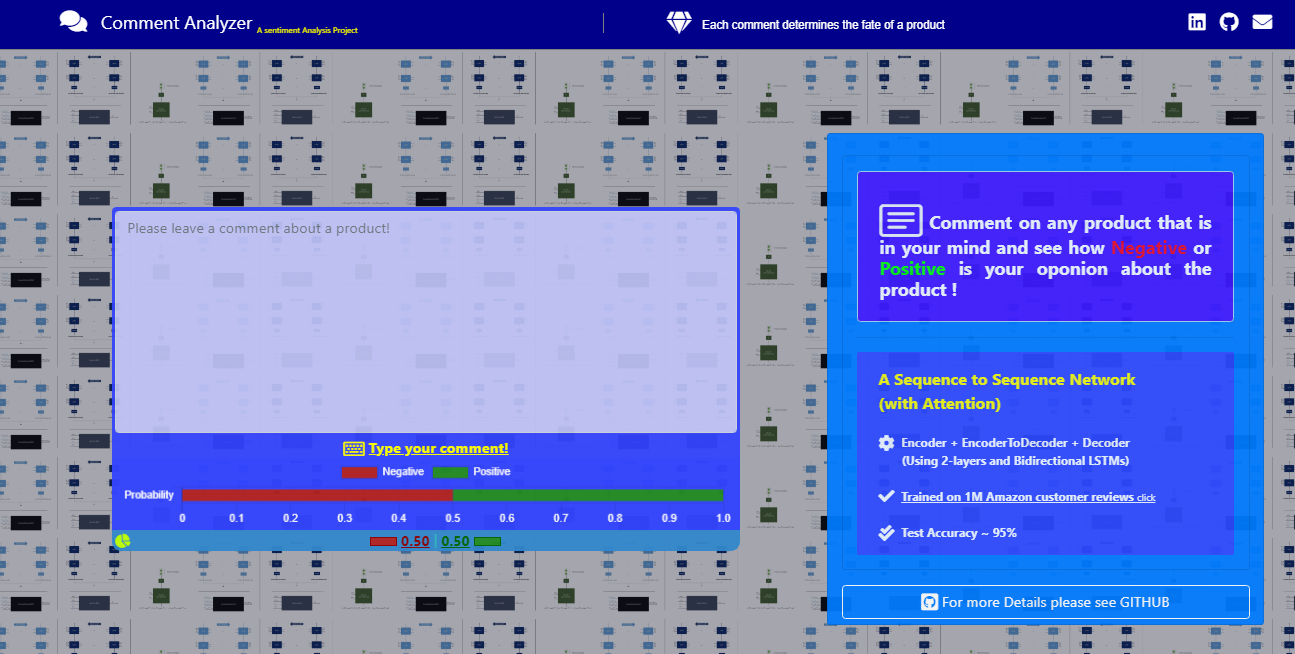 Comment Analyzer A sentiment Analysis Project
Each comment determines the fate of a product
Please leave a comment about a product!
Type your comment!
Negative Positive
Probability
0 0.1 0.2 0.3 0.4 0.5 0.6 0.7 0.8 0.9 1.0
0.50 0.50
Comment on any product that is
in your mind and see how Negative or
Positive is your oponion about the
product !
A Sequence to Sequence Network
(with Attention)
Encoder + EncoderToDecoder + Decoder
(Using 2-layers and Bidirectional LSTMs)
Trained on 1M Amazon customer reviews click
Test Accuracy ~ 95%
For more Details please see GITHUB